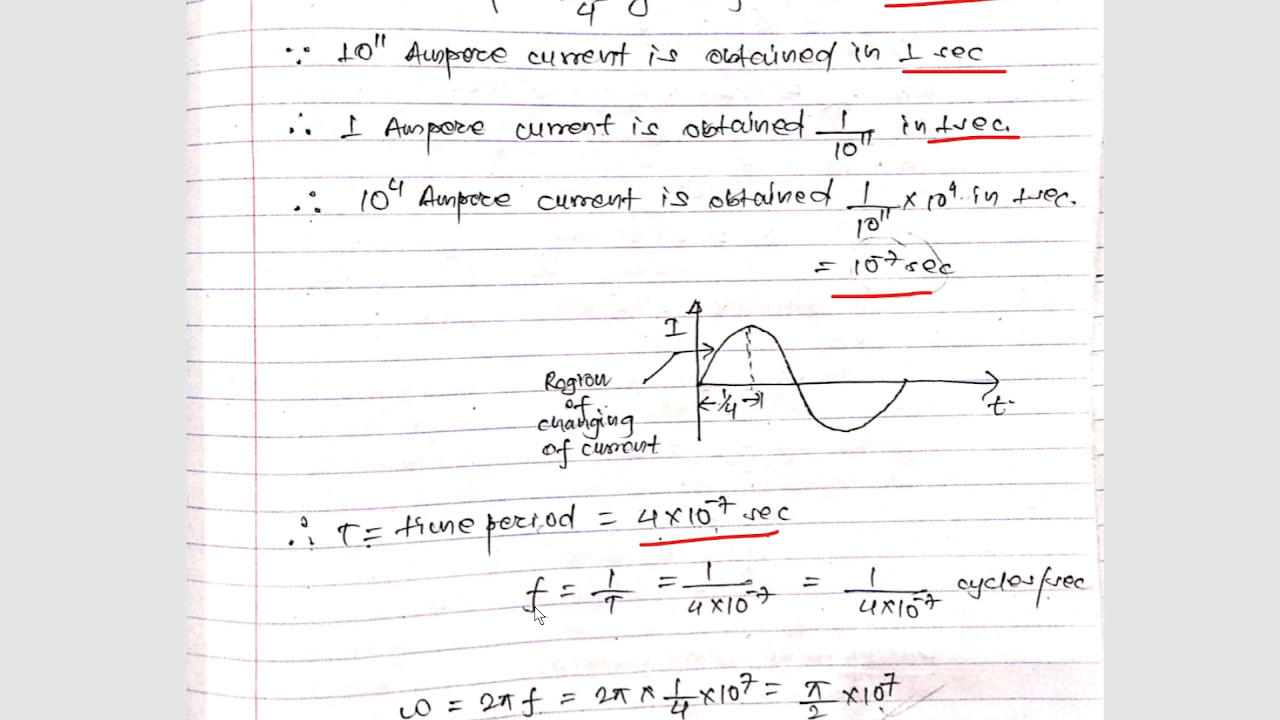 4
∵ 10¹¹ Ampere current is obtained in 1 sec
∴ 1 Ampere current is obtained 1/10¹¹ in 1 sec.
∴ 10⁴ Ampere current is obtained 1/10¹¹ × 10⁴ in 1 sec.
= 10⁻⁷ sec
I
Region
of
changing
of current
1/4
t
∴ T = time period = 4×10⁻⁷ sec
f = 1/T = 1/4×10⁻⁷ = 1/4×10⁻⁷ cycles/sec
ω = 2πf = 2π × 1/4 × 10⁷ = π/2 × 10⁷